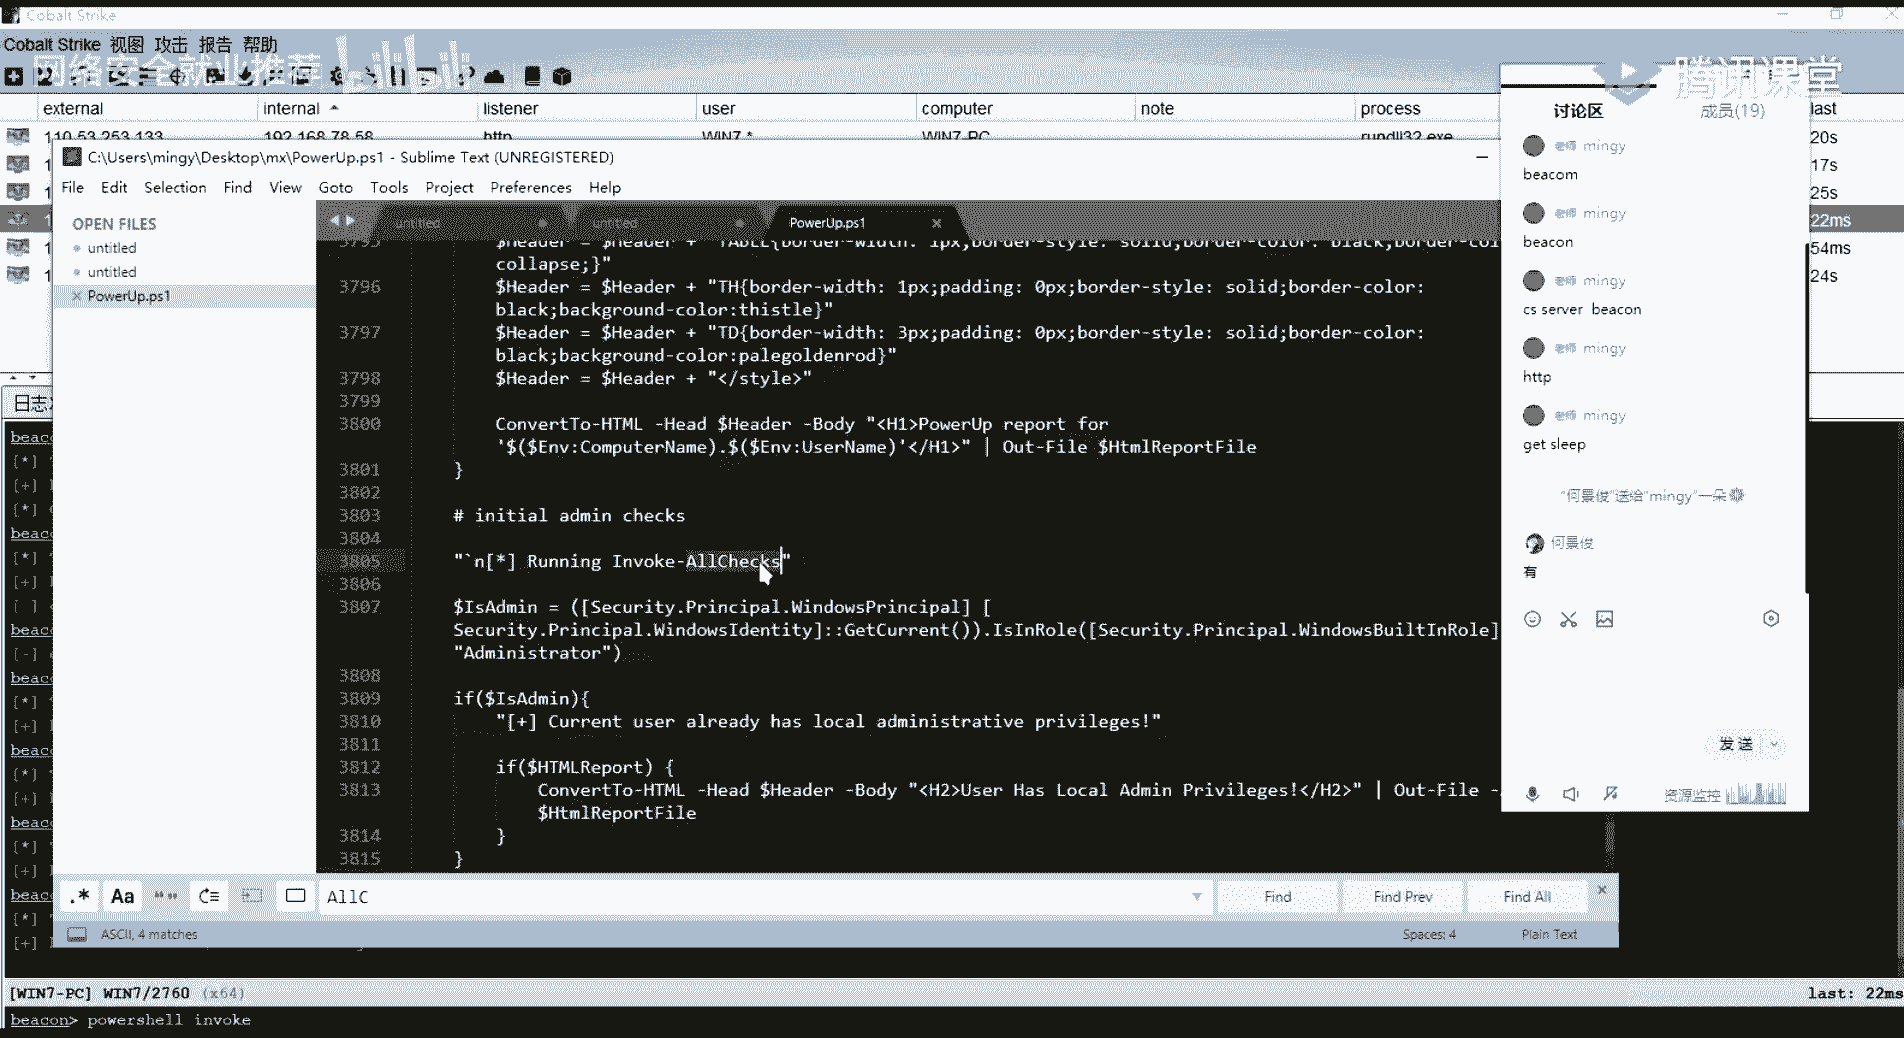 Cobalt Strike
Cobalt Strike 视图 攻击 报告 帮助
网络安全就业推荐
腾讯课堂
external internal listener user computer note process last
110.53.253.133 192.168.78.58 http WIN7 * WIN7-PC rundll32.exe 20s
17s
25s
22ms
54ms
24s
C:\Users\mingy\Desktop\mx\PowerUp.ps1 - Sublime Text (UNREGISTERED)
File Edit Selection Find View Goto Tools Project Preferences Help
OPEN FILES
untitled
untitled
PowerUp.ps1
untitled untitled PowerUp.ps1
3795 $Header = $Header + "TABLE{border-width: 1px;border-style: solid;border-color: black;border-col
collapse;}"
3796 $Header = $Header + "TH{border-width: 1px;padding: 0px;border-style: solid;border-color:
black;background-color:thistle}"
3797 $Header = $Header + "TD{border-width: 3px;padding: 0px;border-style: solid;border-color:
black;background-color:palegoldenrod}"
3798 $Header = $Header + "</style>"
3799
3800 ConvertTo-HTML -Head $Header -Body "<H1>PowerUp report for
'$($Env:ComputerName).$($Env:UserName)'</H1>" | Out-File $HtmlReportFile
3801 }
3802
3803 # initial admin checks
3804
3805 "`n[*] Running Invoke-AllChecks"
3806
3807 $IsAdmin = ([Security.Principal.WindowsPrincipal] [
Security.Principal.WindowsIdentity]::GetCurrent()).IsInRole([Security.Principal.WindowsBuiltInRole]
"Administrator")
3808
3809 if($IsAdmin){
3810 "[+] Current user already has local administrative privileges!"
3811
3812 if($HTMLReport) {
3813 ConvertTo-HTML -Head $Header -Body "<H2>User Has Local Admin Privileges!</H2>" | Out-File -
$HtmlReportFile
3814 }
3815 }
.* Aa AllC Find Find Prev Find All
ASCII, 4 matches Spaces: 4 Plain Text
讨论区 成员(19)
老师 mingy
beacom
老师 mingy
beacon
老师 mingy
cs server beacon
老师 mingy
http
老师 mingy
get sleep
"何景俊"送给"mingy"一朵
何景俊
有
发送
资源监控
日志
[WIN7-PC] WIN7/2760 (x64) last: 22ms
beacon> powershell invoke